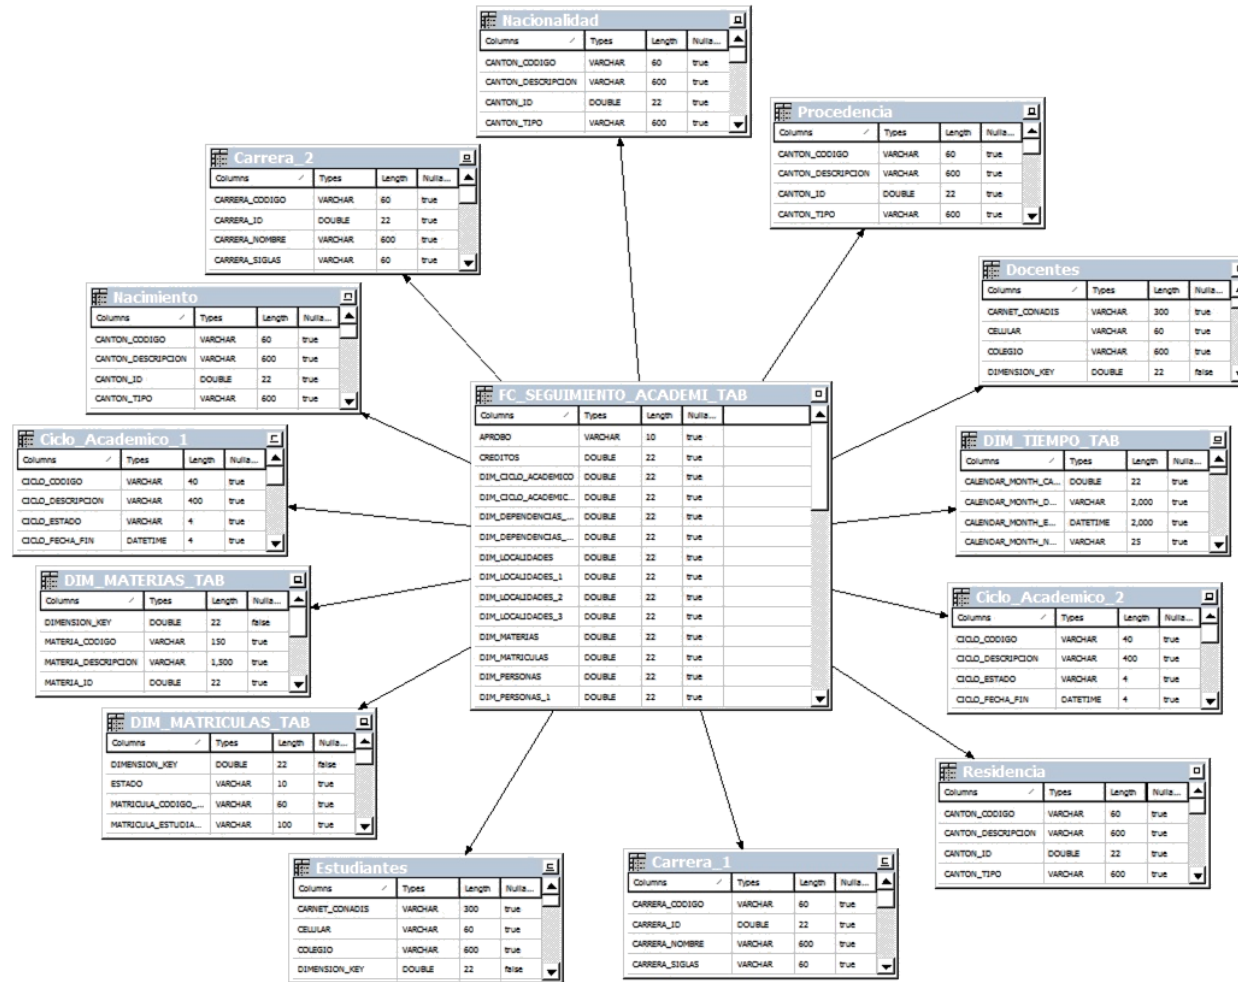 Nacionalidad
Columns Types Length Nulla...
CANTON_CODIGO VARCHAR 60 true
CANTON_DESCRIPCION VARCHAR 600 true
CANTON_ID DOUBLE 22 true
CANTON_TIPO VARCHAR 600 true
Procedencia
Columns Types Length Nulla...
CANTON_CODIGO VARCHAR 60 true
CANTON_DESCRIPCION VARCHAR 600 true
CANTON_ID DOUBLE 22 true
CANTON_TIPO VARCHAR 600 true
Carrera_2
Columns Types Length Nulla...
CARRERA_CODIGO VARCHAR 60 true
CARRERA_ID DOUBLE 22 true
CARRERA_NOMBRE VARCHAR 600 true
CARRERA_SIGLAS VARCHAR 60 true
Docentes
Columns Types Length Nulla...
CARNET_CONADIS VARCHAR 300 true
CELULAR VARCHAR 60 true
COLEGIO VARCHAR 600 true
DIMENSION_KEY DOUBLE 22 false
Nacimiento
Columns Types Length Nulla...
CANTON_CODIGO VARCHAR 60 true
CANTON_DESCRIPCION VARCHAR 600 true
CANTON_ID DOUBLE 22 true
CANTON_TIPO VARCHAR 600 true
FC_SEGUIMIENTO_ACADEMI_TAB
Columns Types Length Nulla...
APROBO VARCHAR 10 true
CREDITOS DOUBLE 22 true
DIM_CICLO_ACADEMICO DOUBLE 22 true
DIM_CICLO_ACADEMIC... DOUBLE 22 true
DIM_DEPENDENCIAS_... DOUBLE 22 true
DIM_DEPENDENCIAS_... DOUBLE 22 true
DIM_LOCALIDADES DOUBLE 22 true
DIM_LOCALIDADES_1 DOUBLE 22 true
DIM_LOCALIDADES_2 DOUBLE 22 true
DIM_LOCALIDADES_3 DOUBLE 22 true
DIM_MATERIAS DOUBLE 22 true
DIM_MATRICULAS DOUBLE 22 true
DIM_PERSONAS DOUBLE 22 true
DIM_PERSONAS_1 DOUBLE 22 true
Ciclo_Academico_1
Columns Types Length Nulla...
CICLO_CODIGO VARCHAR 40 true
CICLO_DESCRIPCION VARCHAR 400 true
CICLO_ESTADO VARCHAR 4 true
CICLO_FECHA_FIN DATETIME 4 true
DIM_TIEMPO_TAB
Columns Types Length Nulla...
CALENDAR_MONTH_CA... DOUBLE 22 true
CALENDAR_MONTH_D... VARCHAR 2,000 true
CALENDAR_MONTH_E... DATETIME 2,000 true
CALENDAR_MONTH_N... VARCHAR 25 true
DIM_MATERIAS_TAB
Columns Types Length Nulla...
DIMENSION_KEY DOUBLE 22 false
MATERIA_CODIGO VARCHAR 150 true
MATERIA_DESCRIPCION VARCHAR 1,500 true
MATERIA_ID DOUBLE 22 true
Ciclo_Academico_2
Columns Types Length Nulla...
CICLO_CODIGO VARCHAR 40 true
CICLO_DESCRIPCION VARCHAR 400 true
CICLO_ESTADO VARCHAR 4 true
CICLO_FECHA_FIN DATETIME 4 true
DIM_MATRICULAS_TAB
Columns Types Length Nulla...
DIMENSION_KEY DOUBLE 22 false
ESTADO VARCHAR 10 true
MATRICULA_CODIGO_... VARCHAR 60 true
MATRICULA_ESTUDIA... VARCHAR 100 true
Residencia
Columns Types Length Nulla...
CANTON_CODIGO VARCHAR 60 true
CANTON_DESCRIPCION VARCHAR 600 true
CANTON_ID DOUBLE 22 true
CANTON_TIPO VARCHAR 600 true
Estudiantes
Columns Types Length Nulla...
CARNET_CONADIS VARCHAR 300 true
CELULAR VARCHAR 60 true
COLEGIO VARCHAR 600 true
DIMENSION_KEY DOUBLE 22 false
Carrera_1
Columns Types Length Nulla...
CARRERA_CODIGO VARCHAR 60 true
CARRERA_ID DOUBLE 22 true
CARRERA_NOMBRE VARCHAR 600 true
CARRERA_SIGLAS VARCHAR 60 true